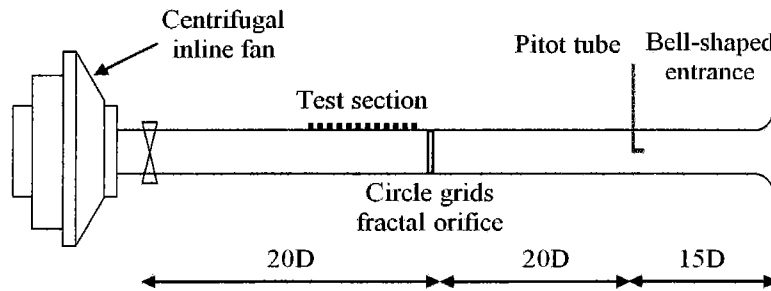 Centrifugal
inline fan
Pitot tube
Bell-shaped
entrance
Test section
Circle grids
fractal orifice
20D
20D
15D